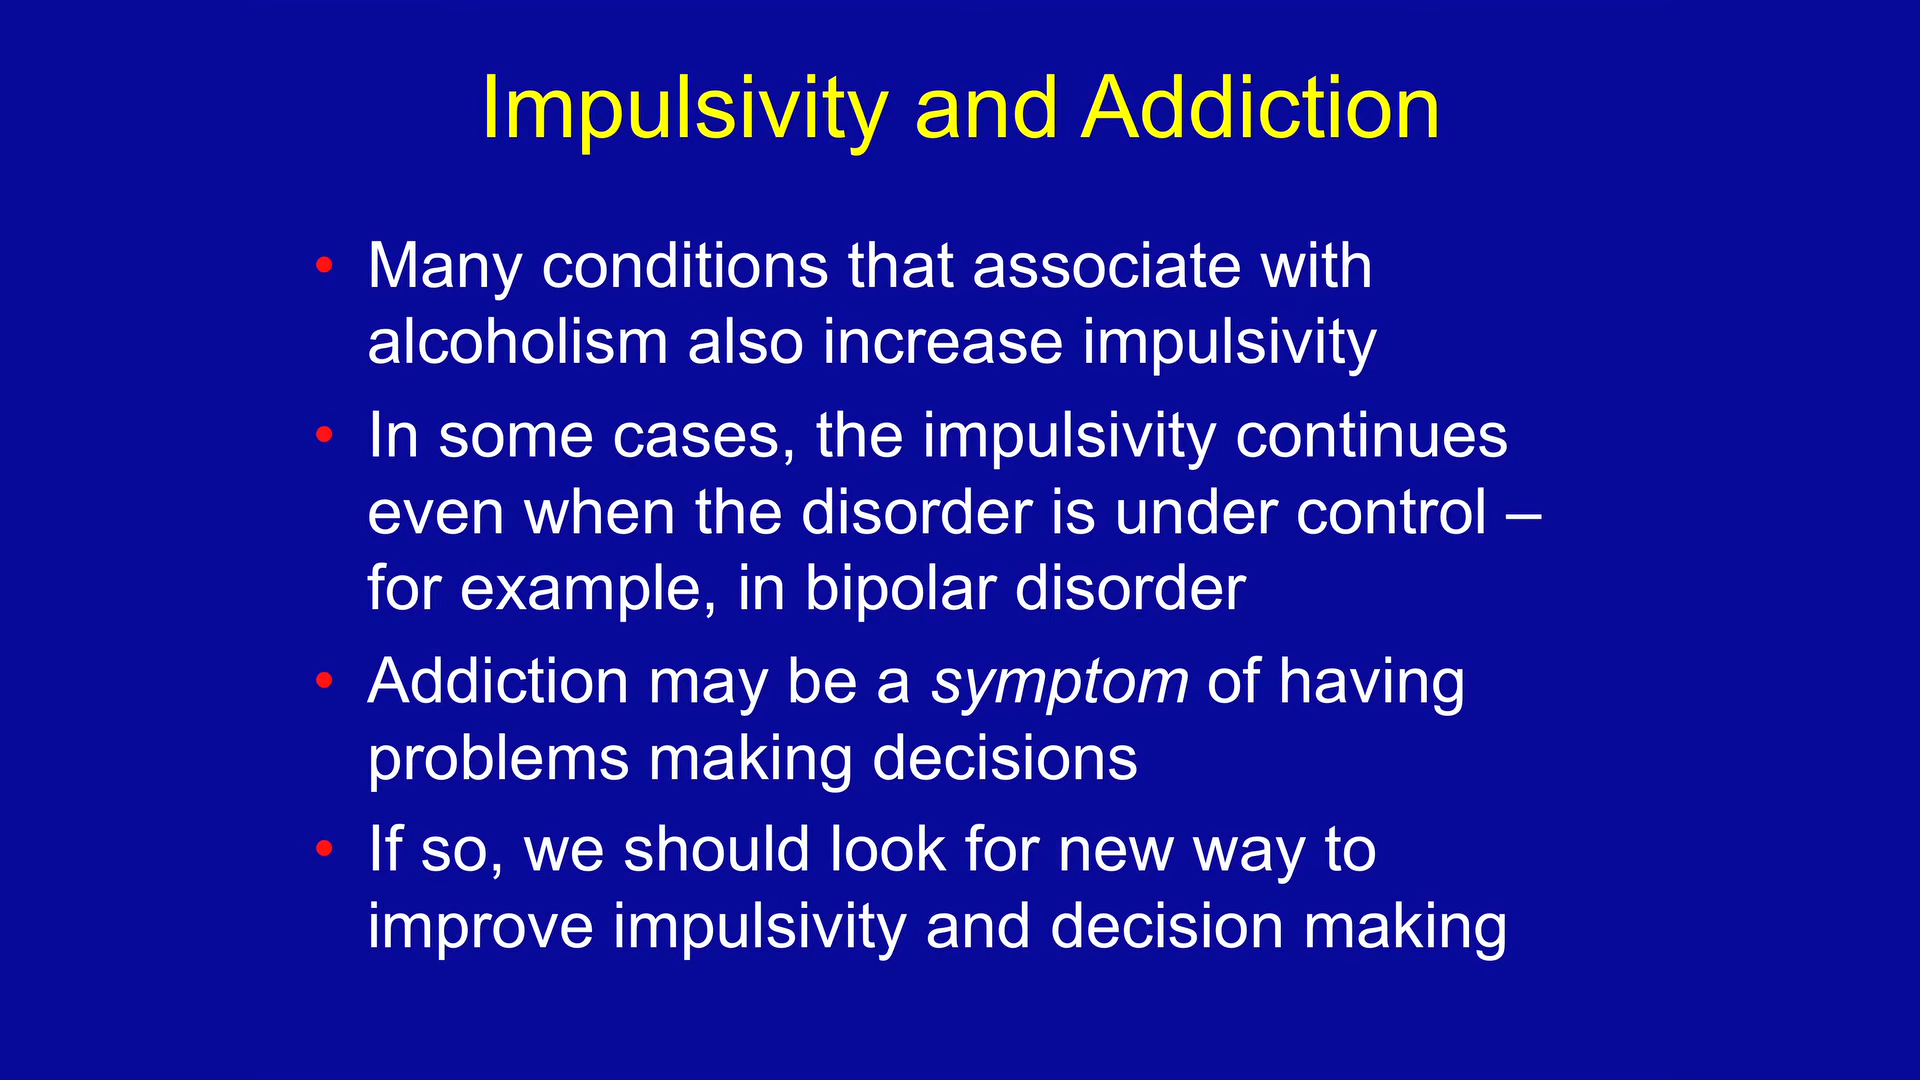 Impulsivity and Addiction
• Many conditions that associate with
alcoholism also increase impulsivity
• In some cases, the impulsivity continues
even when the disorder is under control –
for example, in bipolar disorder
• Addiction may be a symptom of having
problems making decisions
• If so, we should look for new way to
improve impulsivity and decision making